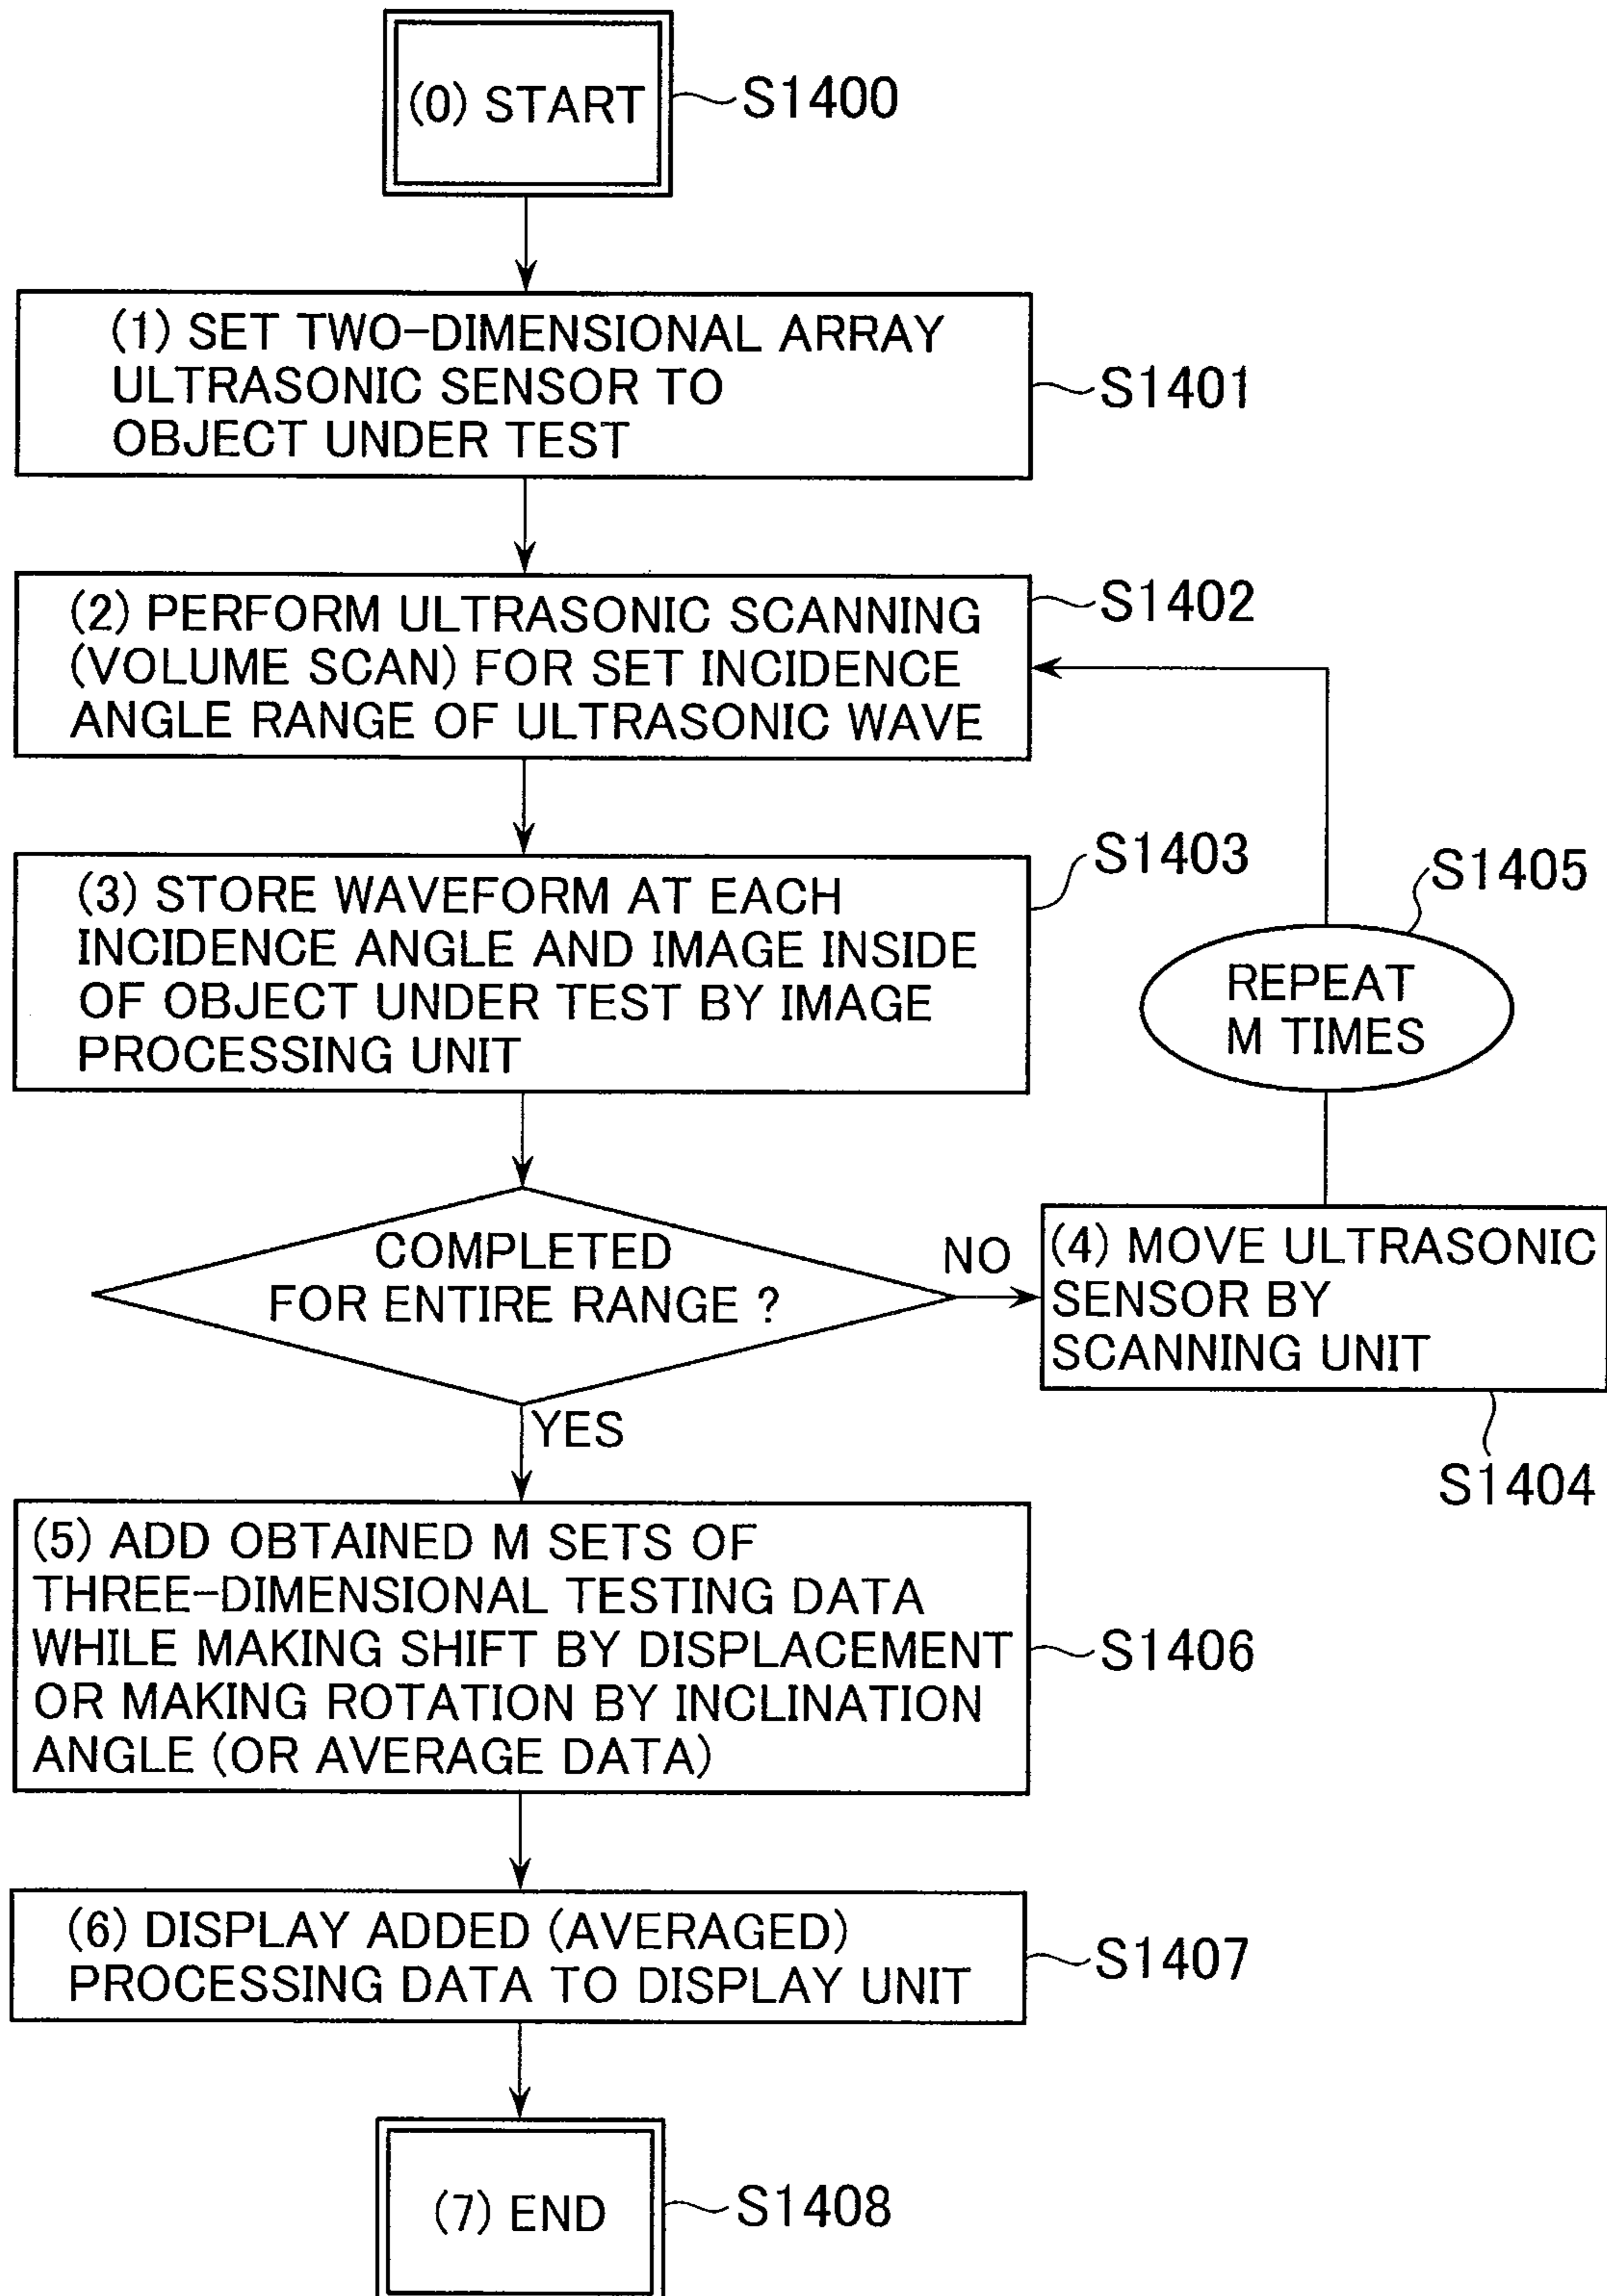 (0) START
S1400
(1) SET TWO-DIMENSIONAL ARRAY
ULTRASONIC SENSOR TO
OBJECT UNDER TEST
S1401
(2) PERFORM ULTRASONIC SCANNING
(VOLUME SCAN) FOR SET INCIDENCE
ANGLE RANGE OF ULTRASONIC WAVE
S1402
(3) STORE WAVEFORM AT EACH
INCIDENCE ANGLE AND IMAGE INSIDE
OF OBJECT UNDER TEST BY IMAGE
PROCESSING UNIT
S1403
S1405
REPEAT
M TIMES
COMPLETED
FOR ENTIRE RANGE ?
NO
(4) MOVE ULTRASONIC
SENSOR BY
SCANNING UNIT
S1404
YES
(5) ADD OBTAINED M SETS OF
THREE-DIMENSIONAL TESTING DATA
WHILE MAKING SHIFT BY DISPLACEMENT
OR MAKING ROTATION BY INCLINATION
ANGLE (OR AVERAGE DATA)
S1406
(6) DISPLAY ADDED (AVERAGED)
PROCESSING DATA TO DISPLAY UNIT
S1407
(7) END
S1408